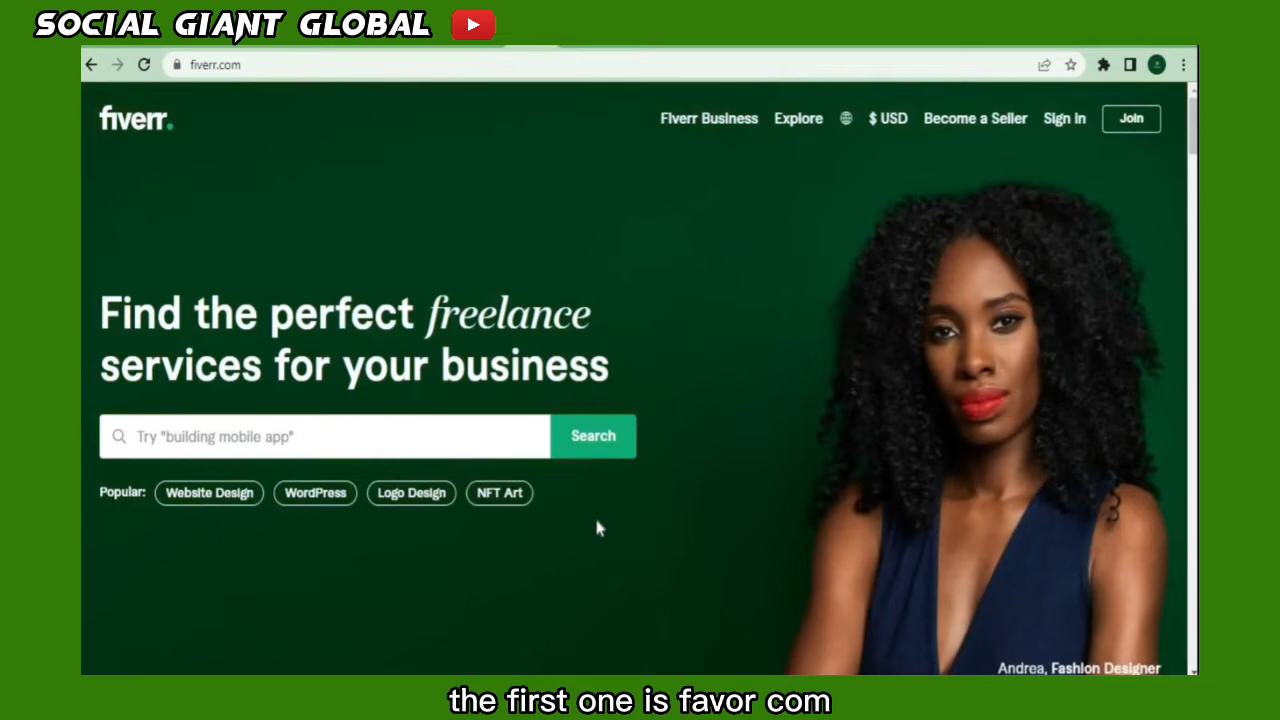 SOCIAL GIANT GLOBAL
fiverr.com
fiverr.
Fiverr Business Explore $ USD Become a Seller Sign In Join
Find the perfect freelance
services for your business
Try "building mobile app" Search
Popular: Website Design WordPress Logo Design NFT Art
Andrea, Fashion Designer
the first one is favor com